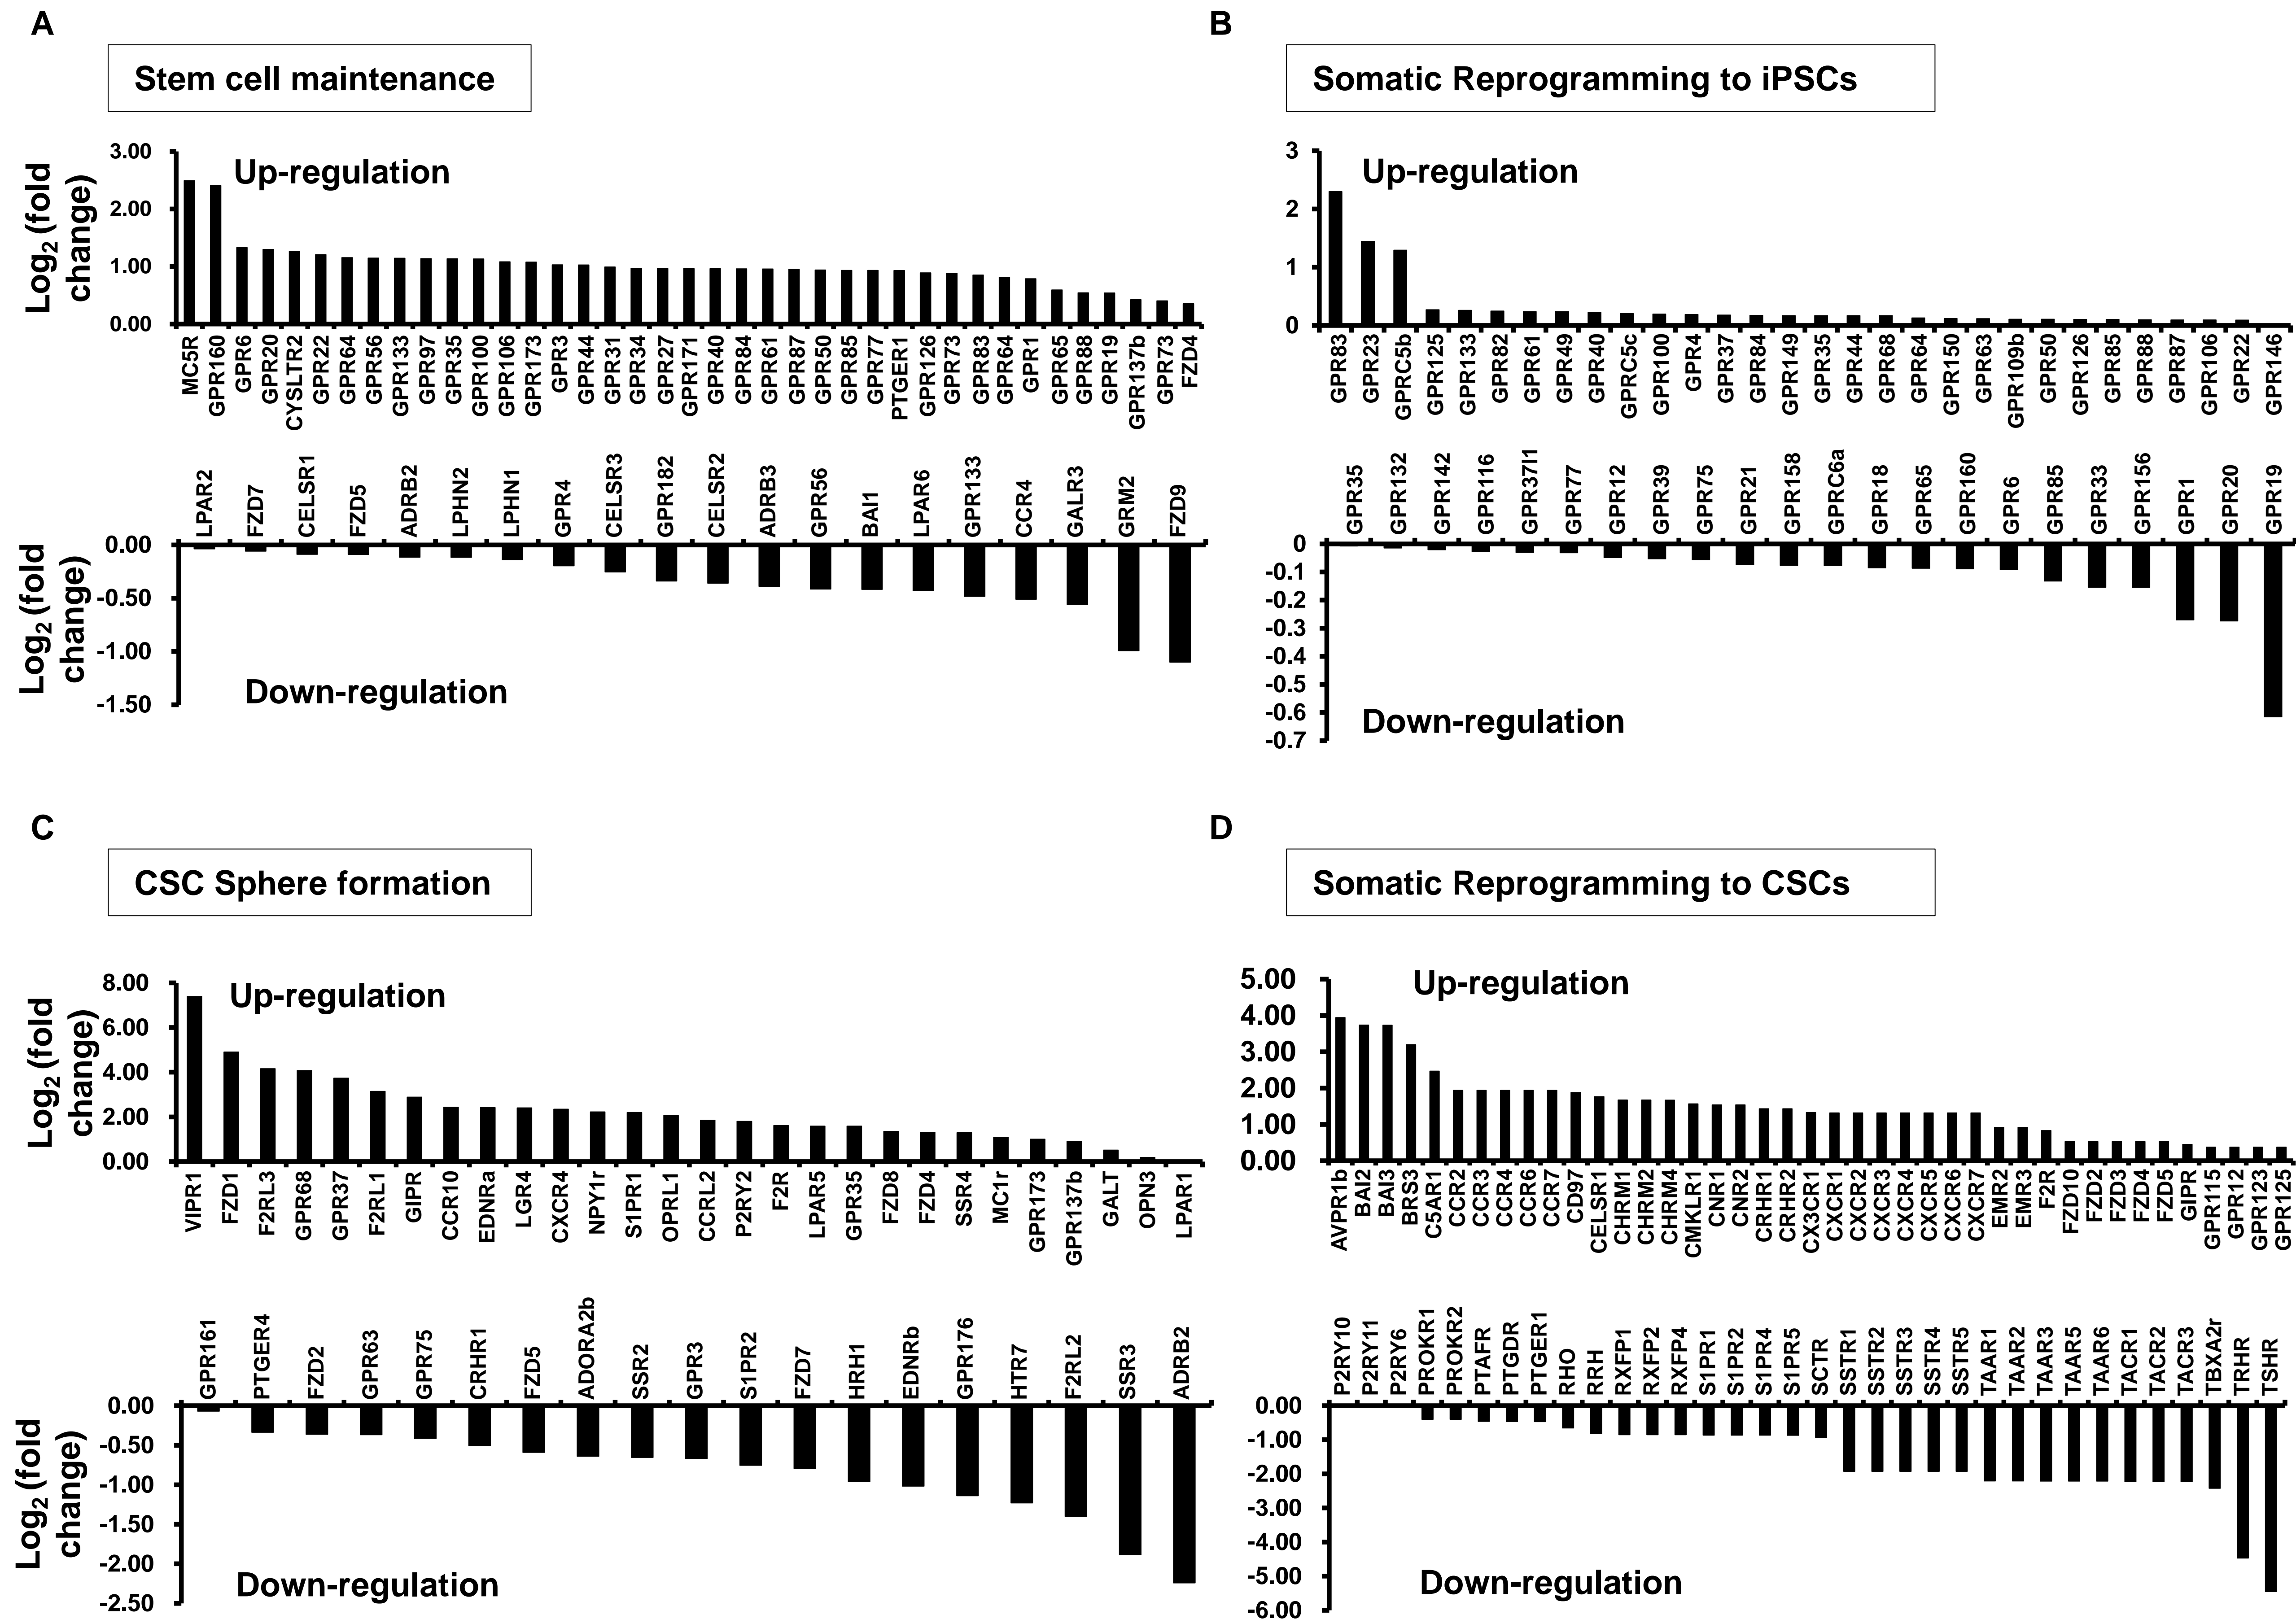 A
Stem cell maintenance
Log2 (fold change)
3.00
2.00
1.00
0.00
Up-regulation
MC5R
GPR160
GPR6
GPR20
CYSLTR2
GPR22
GPR64
GPR56
GPR133
GPR97
GPR35
GPR100
GPR106
GPR173
GPR3
GPR44
GPR31
GPR34
GPR27
GPR171
GPR40
GPR84
GPR61
GPR87
GPR50
GPR85
GPR77
PTGER1
GPR126
GPR73
GPR83
GPR64
GPR1
GPR65
GPR88
GPR19
GPR137b
GPR73
FZD4
LPAR2
FZD7
CELSR1
FZD5
ADRB2
LPHN2
LPHN1
GPR4
CELSR3
GPR182
CELSR2
ADRB3
GPR56
BAI1
LPAR6
GPR133
CCR4
GALR3
GRM2
FZD9
Log2 (fold change)
0.00
-0.50
-1.00
-1.50
Down-regulation
B
Somatic Reprogramming to iPSCs
3
2
1
0
Up-regulation
GPR83
GPR23
GPRC5b
GPR125
GPR133
GPR82
GPR61
GPR49
GPR40
GPRC5c
GPR100
GPR4
GPR37
GPR84
GPR149
GPR35
GPR44
GPR68
GPR64
GPR150
GPR63
GPR109b
GPR50
GPR126
GPR85
GPR88
GPR87
GPR106
GPR22
GPR146
GPR35
GPR132
GPR142
GPR116
GPR37l1
GPR77
GPR12
GPR39
GPR75
GPR21
GPR158
GPRC6a
GPR18
GPR65
GPR160
GPR6
GPR85
GPR33
GPR156
GPR1
GPR20
GPR19
0
-0.1
-0.2
-0.3
-0.4
-0.5
-0.6
-0.7
Down-regulation
C
CSC Sphere formation
Log2 (fold change)
8.00
6.00
4.00
2.00
0.00
Up-regulation
VIPR1
FZD1
F2RL3
GPR68
GPR37
F2RL1
GIPR
CCR10
EDNRa
LGR4
CXCR4
NPY1r
S1PR1
OPRL1
CCRL2
P2RY2
F2R
LPAR5
GPR35
FZD8
FZD4
SSR4
MC1r
GPR173
GPR137b
GALT
OPN3
LPAR1
GPR161
PTGER4
FZD2
GPR63
GPR75
CRHR1
FZD5
ADORA2b
SSR2
GPR3
S1PR2
FZD7
HRH1
EDNRb
GPR176
HTR7
F2RL2
SSR3
ADRB2
Log2 (fold change)
0.00
-0.50
-1.00
-1.50
-2.00
-2.50
Down-regulation
D
Somatic Reprogramming to CSCs
5.00
4.00
3.00
2.00
1.00
0.00
Up-regulation
AVPR1b
BAI2
BAI3
BRS3
C5AR1
CCR2
CCR3
CCR4
CCR6
CCR7
CD97
CELSR1
CHRM1
CHRM2
CHRM4
CMKLR1
CNR1
CNR2
CRHR1
CRHR2
CX3CR1
CXCR1
CXCR2
CXCR3
CXCR4
CXCR5
CXCR6
CXCR7
EMR2
EMR3
F2R
FZD10
FZD2
FZD3
FZD4
FZD5
GIPR
GPR115
GPR12
GPR123
GPR125
P2RY10
P2RY11
P2RY6
PROKR1
PROKR2
PTAFR
PTGDR
PTGER1
RHO
RRH
RXFP1
RXFP2
RXFP4
S1PR1
S1PR2
S1PR4
S1PR5
SCTR
SSTR1
SSTR2
SSTR3
SSTR4
SSTR5
TAAR1
TAAR2
TAAR3
TAAR5
TAAR6
TACR1
TACR2
TACR3
TBXA2r
TRHR
TSHR
0.00
-1.00
-2.00
-3.00
-4.00
-5.00
-6.00
Down-regulation